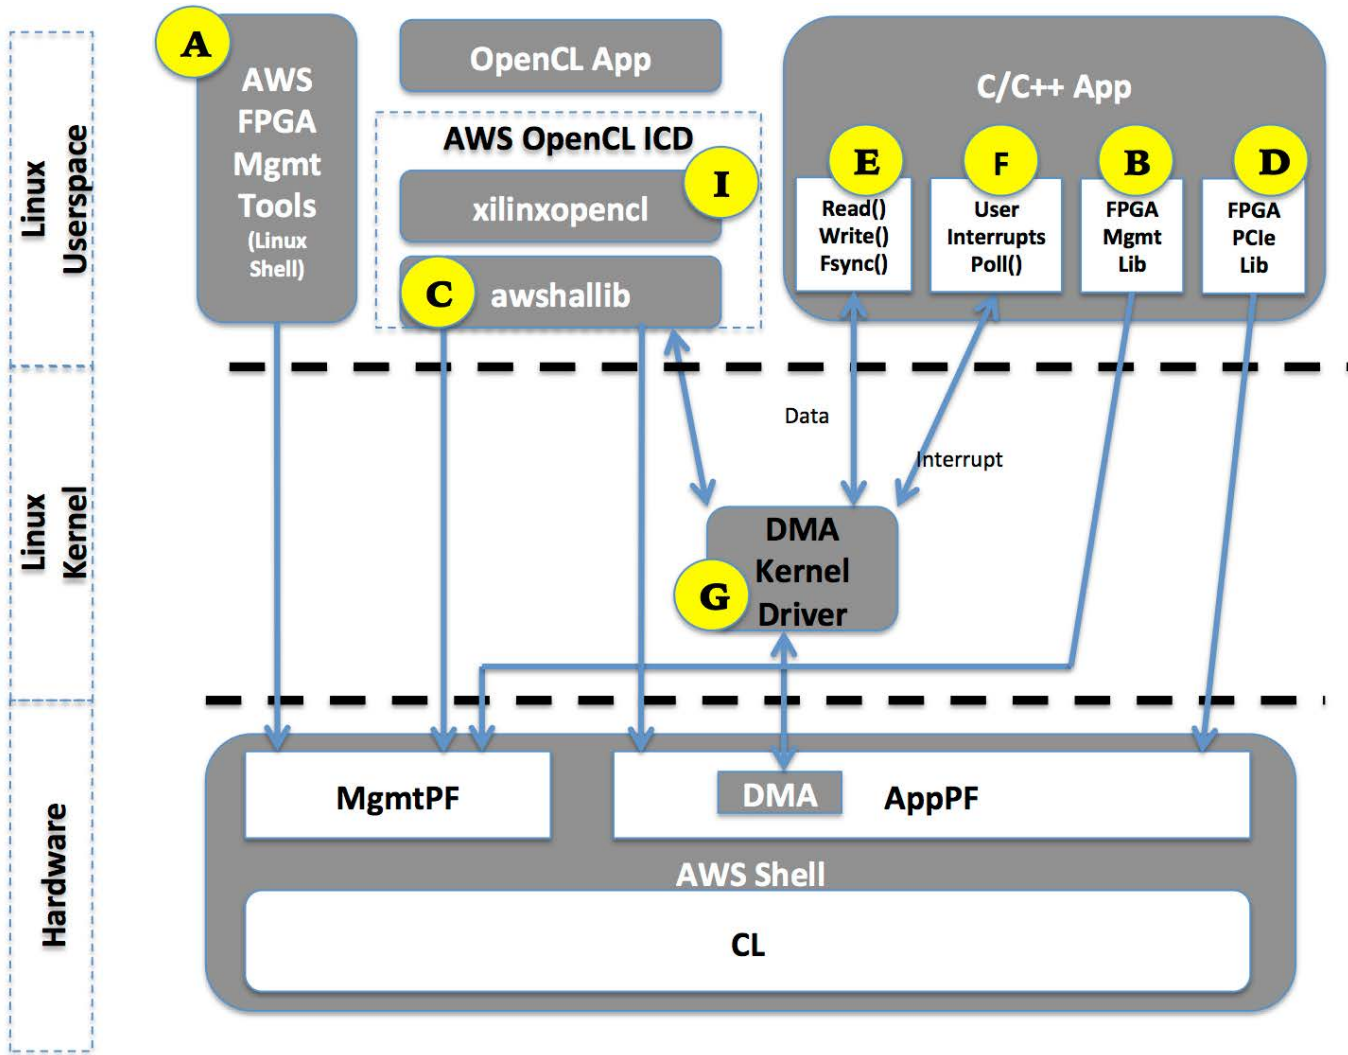 Linux
Userspace
A
AWS
FPGA
Mgmt
Tools
(Linux
Shell)
OpenCL App
AWS OpenCL ICD
I
xilinxopencl
C
awshallib
C/C++ App
E
Read()
Write()
Fsync()
F
User
Interrupts
Poll()
B
FPGA
Mgmt
Lib
D
FPGA
PCIe
Lib
Linux
Kernel
Data
Interrupt
DMA
Kernel
Driver
G
Hardware
MgmtPF
DMA
AppPF
AWS Shell
CL